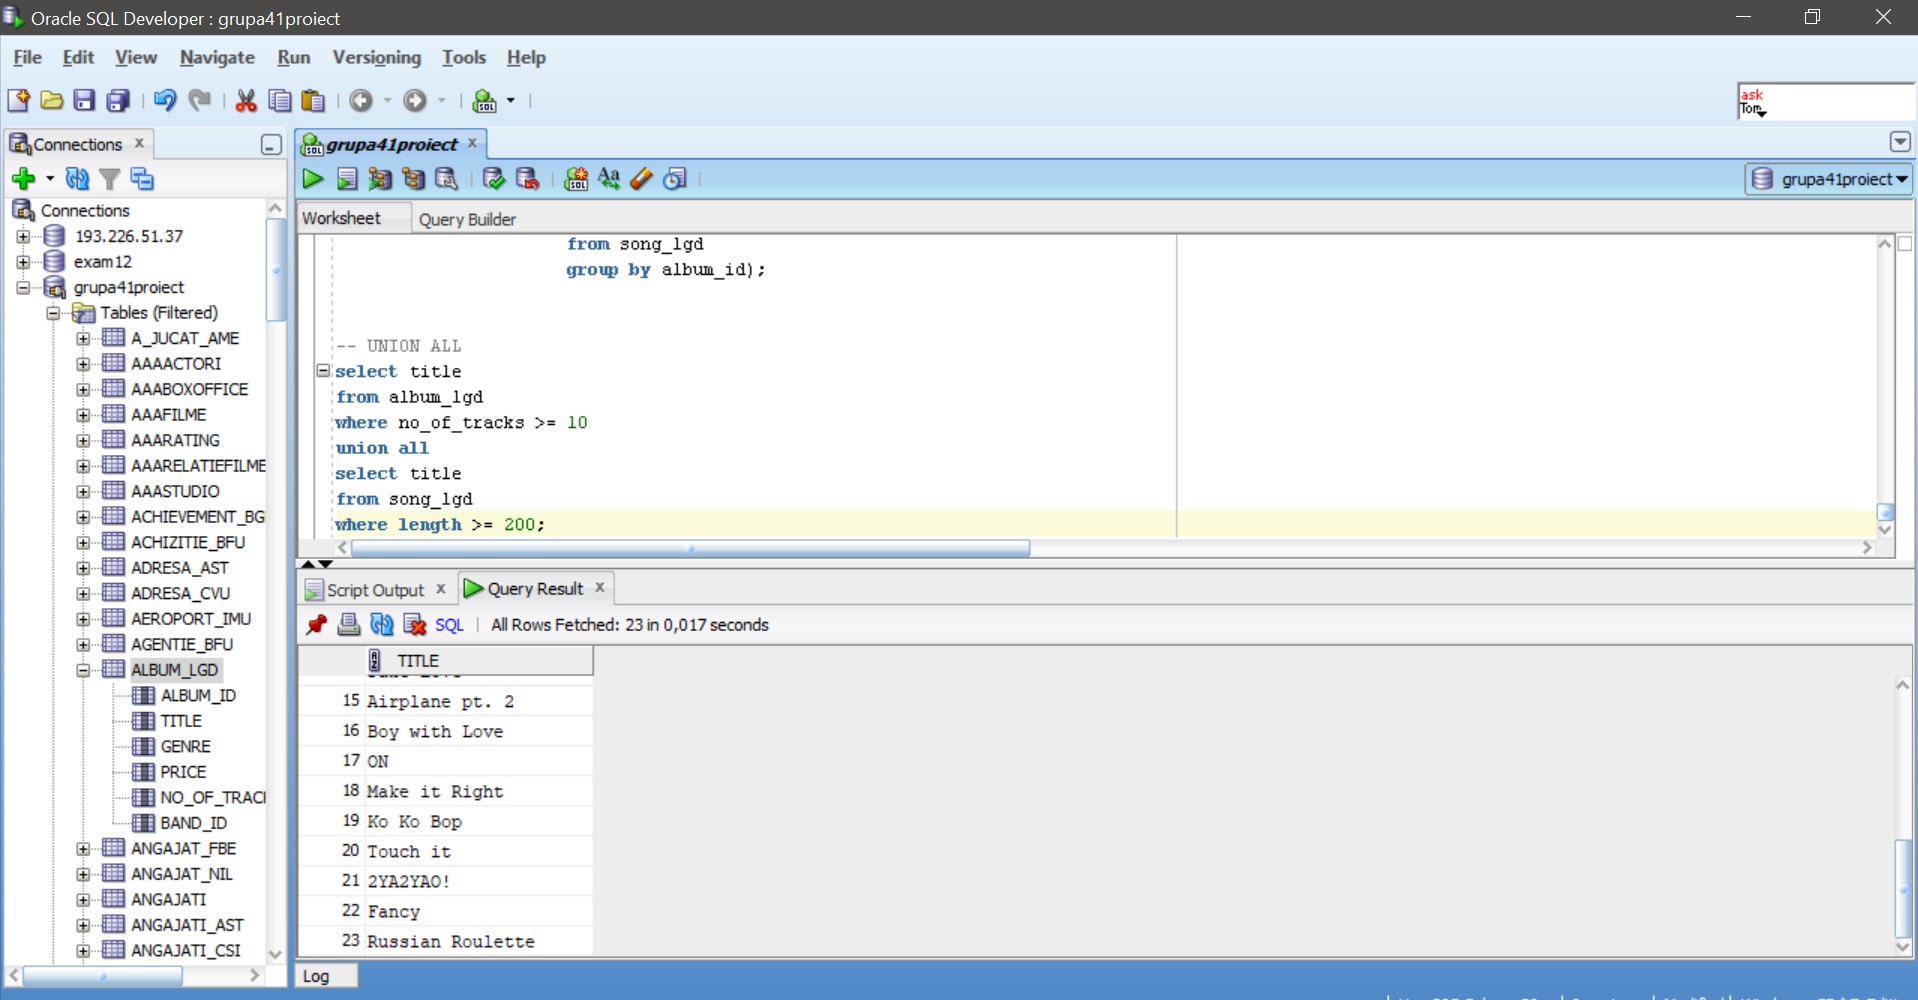 Oracle SQL Developer : grupa41proiect
File Edit View Navigate Run Versioning Tools Help
ask
Tom
Connections
grupa41proiect
grupa41proiect
Worksheet Query Builder
Connections
193.226.51.37
exam12
grupa41proiect
Tables (Filtered)
A_JUCAT_AME
AAAACTORI
AAABOXOFFICE
AAAFILME
AAARATING
AAARELATIEFILME
AAASTUDIO
ACHIEVEMENT_BG
ACHIZITIE_BFU
ADRESA_AST
ADRESA_CVU
AEROPORT_IMU
AGENTIE_BFU
ALBUM_LGD
ALBUM_ID
TITLE
GENRE
PRICE
NO_OF_TRAC
BAND_ID
ANGAJAT_FBE
ANGAJAT_NIL
ANGAJATI
ANGAJATI_AST
ANGAJATI_CSI
from song_lgd
group by album_id);
-- UNION ALL
select title
from album_lgd
where no_of_tracks >= 10
union all
select title
from song_lgd
where length >= 200;
Script Output Query Result
SQL All Rows Fetched: 23 in 0,017 seconds
TITLE
15 Airplane pt. 2
16 Boy with Love
17 ON
18 Make it Right
19 Ko Ko Bop
20 Touch it
21 2YA2YAO!
22 Fancy
23 Russian Roulette
Log